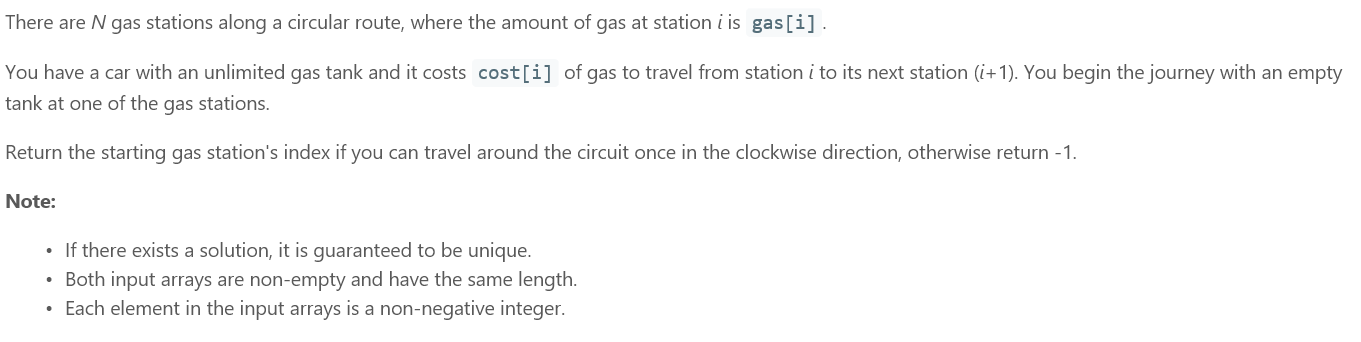 There are N gas stations along a circular route, where the amount of gas at station i is gas[i].
You have a car with an unlimited gas tank and it costs cost[i] of gas to travel from station i to its next station (i+1). You begin the journey with an empty
tank at one of the gas stations.
Return the starting gas station's index if you can travel around the circuit once in the clockwise direction, otherwise return -1.
Note:
• If there exists a solution, it is guaranteed to be unique.
• Both input arrays are non-empty and have the same length.
• Each element in the input arrays is a non-negative integer.